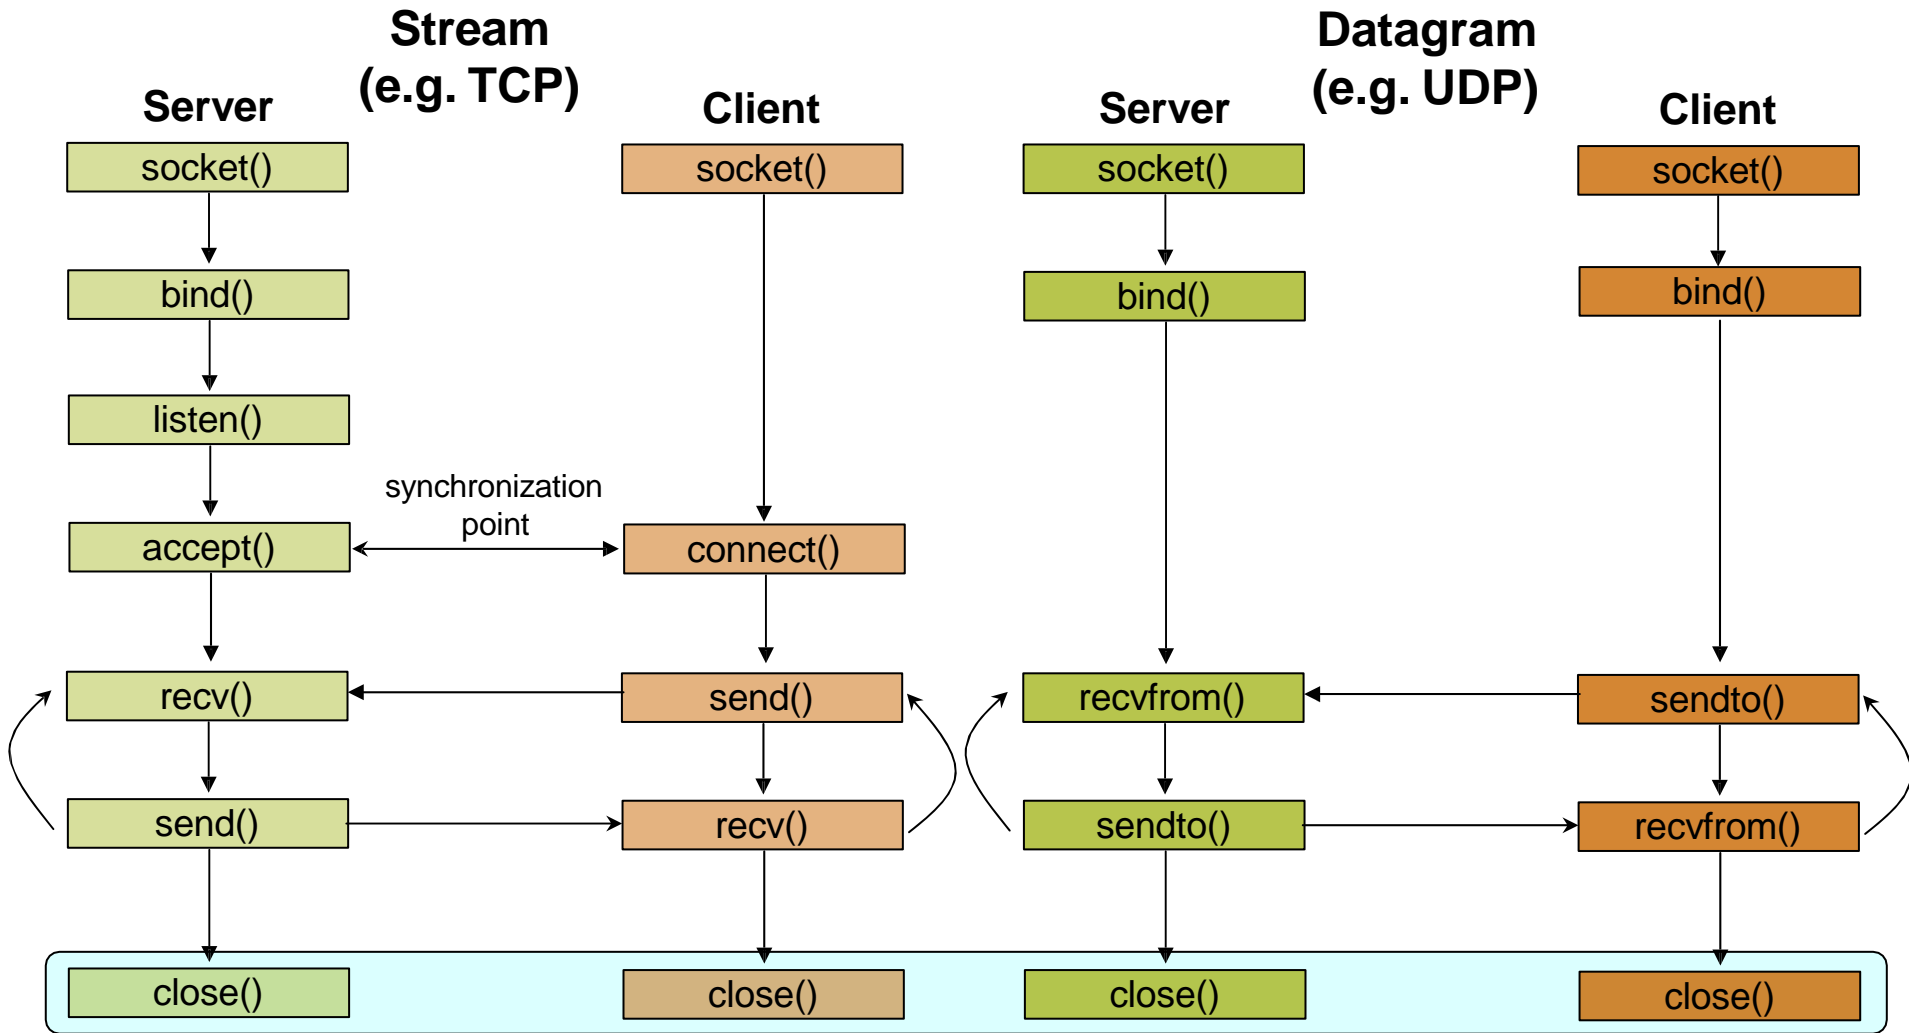 Stream
(e.g. TCP)
Server
Client
socket()
socket()
bind()
listen()
synchronization
point
accept()
connect()
recv()
send()
send()
recv()
close()
close()
Datagram
(e.g. UDP)
Server
Client
socket()
socket()
bind()
bind()
recvfrom()
sendto()
sendto()
recvfrom()
close()
close()